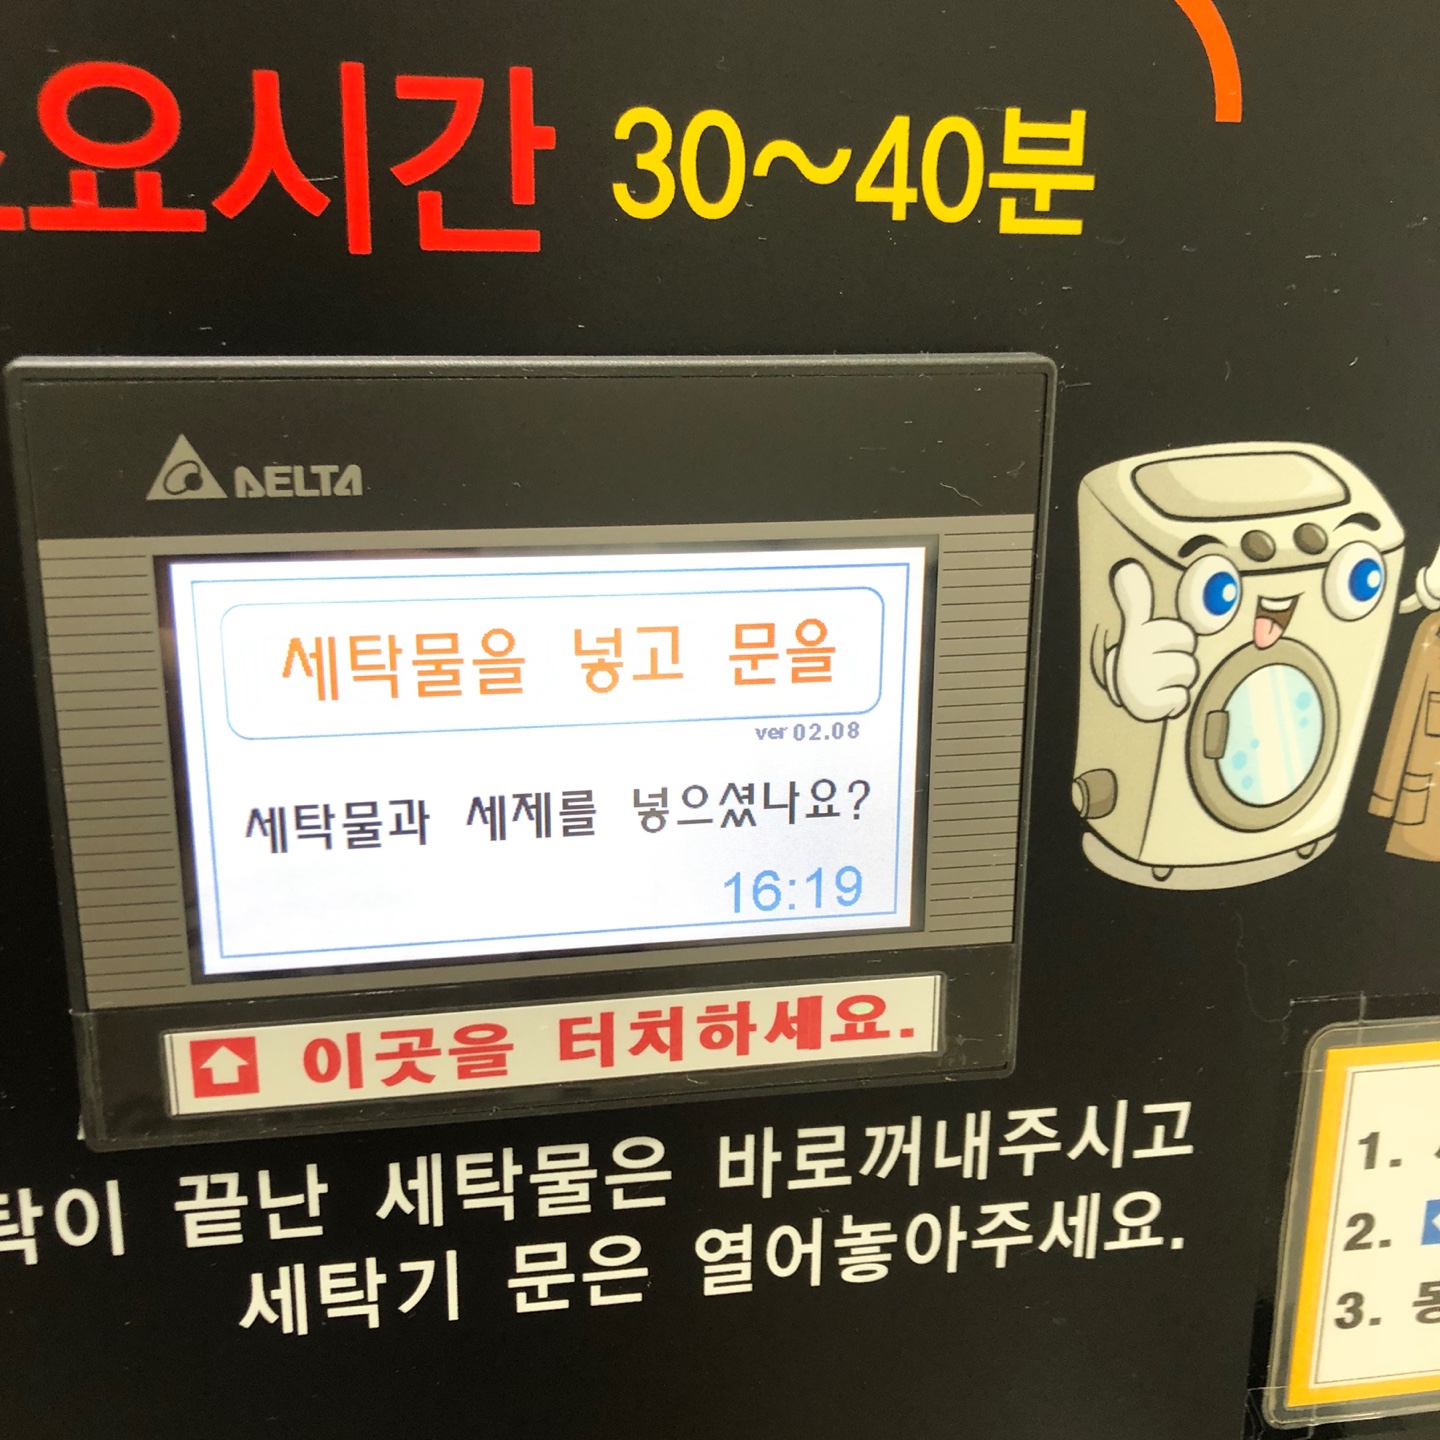 요시간 30~40분
DELTA
세탁물을 넣고 문을
ver 02.08
세탁물과 세제를 넣으셨나요?
16:19
이곳을 터치하세요.
탁이 끝난 세탁물은 바로꺼내주시고
세탁기 문은 열어놓아주세요.
1.
2.
3.